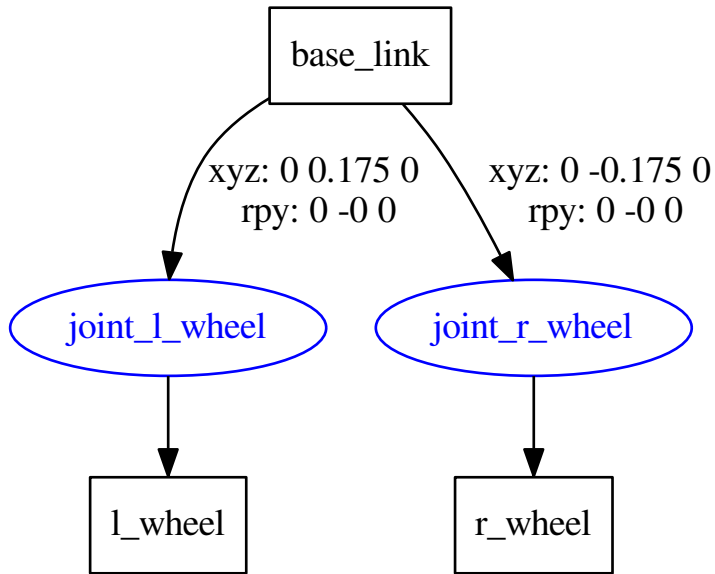 base_link
xyz: 0 0.175 0
rpy: 0 -0 0
xyz: 0 -0.175 0
rpy: 0 -0 0
joint_l_wheel
joint_r_wheel
l_wheel
r_wheel